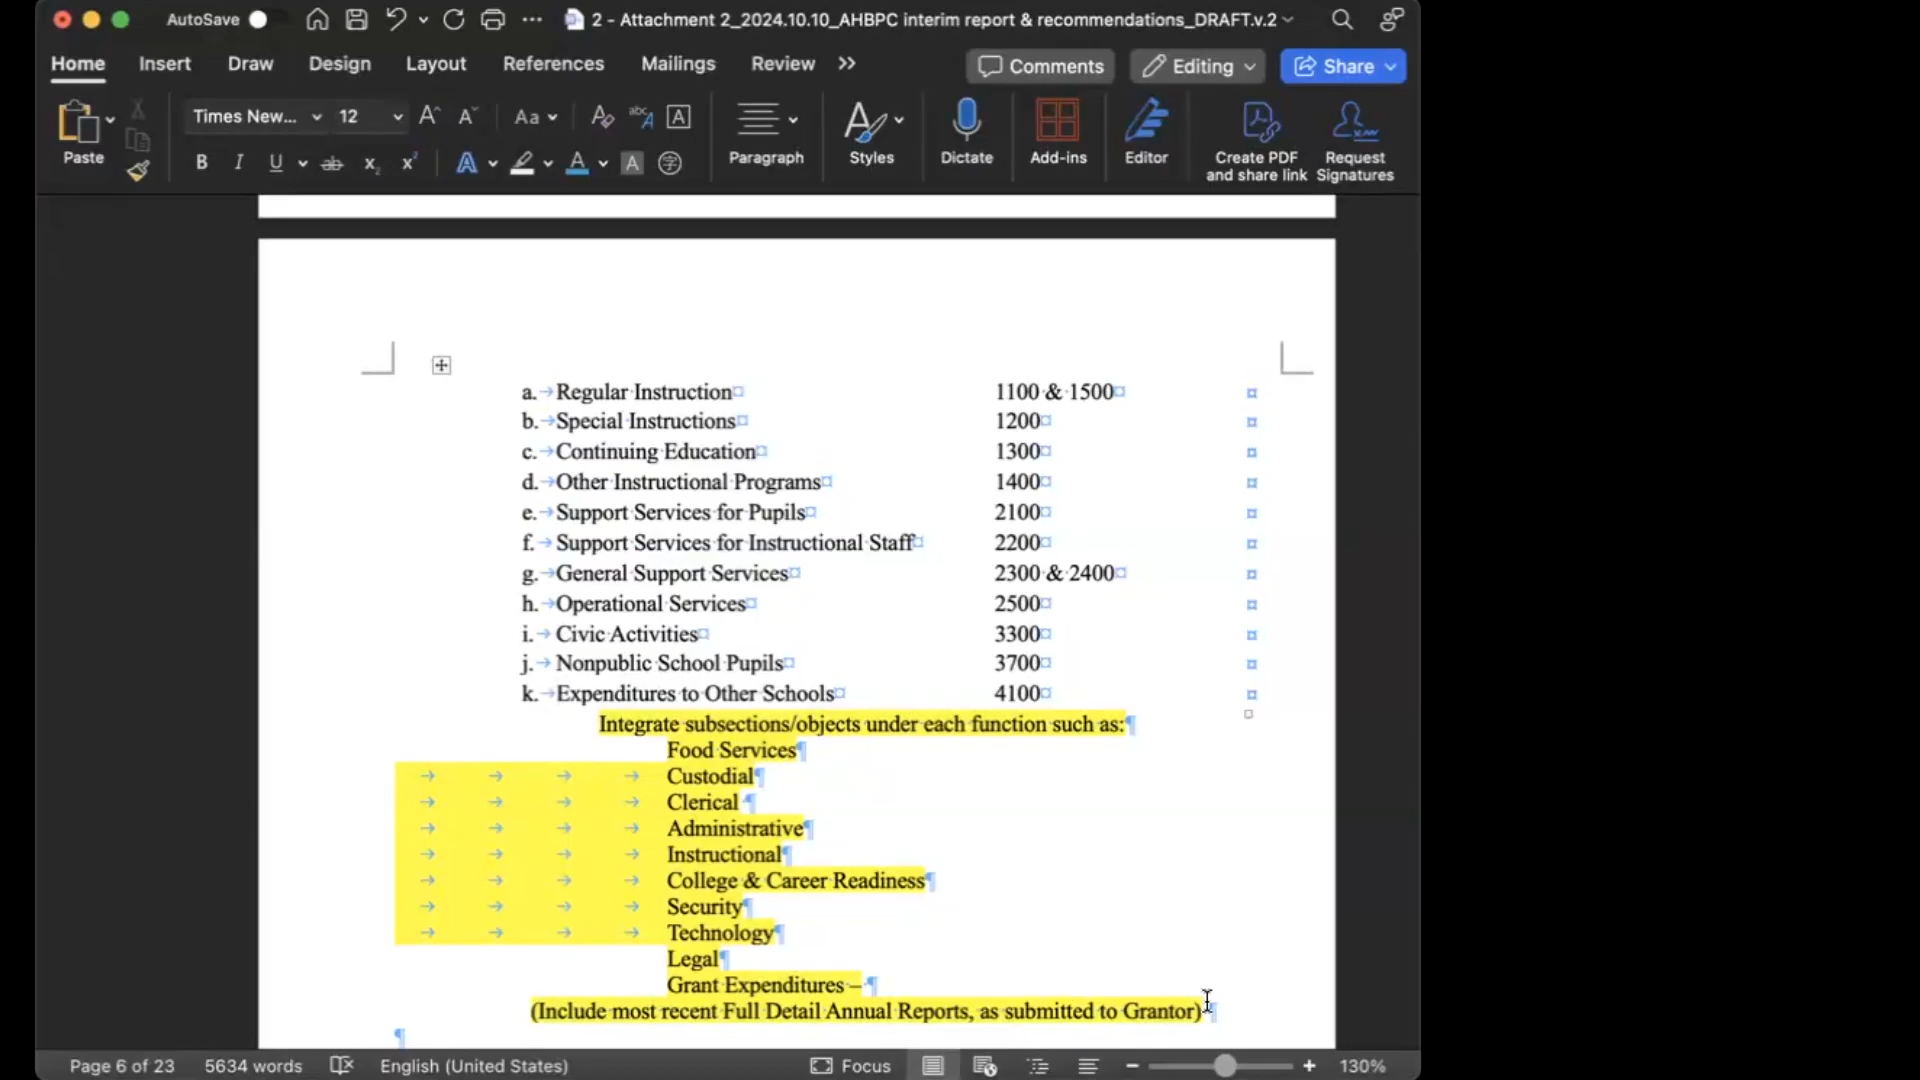 AutoSave
2 - Attachment 2_2024.10.10_AHBPC interim report & recommendations_DRAFT.v.2
Home Insert Draw Design Layout References Mailings Review
Comments Editing Share
Times New... 12
Aa
Paste
Paragraph Styles Dictate Add-ins Editor
Create PDF and share link
Request Signatures
a. Regular Instruction 1100 & 1500
b. Special Instructions 1200
c. Continuing Education 1300
d. Other Instructional Programs 1400
e. Support Services for Pupils 2100
f. Support Services for Instructional Staff 2200
g. General Support Services 2300 & 2400
h. Operational Services 2500
i. Civic Activities 3300
j. Nonpublic School Pupils 3700
k. Expenditures to Other Schools 4100
Integrate subsections/objects under each function such as:
Food Services
Custodial
Clerical
Administrative
Instructional
College & Career Readiness
Security
Technology
Legal
Grant Expenditures –
(Include most recent Full Detail Annual Reports, as submitted to Grantor)
Page 6 of 23 5634 words English (United States) Focus 130%